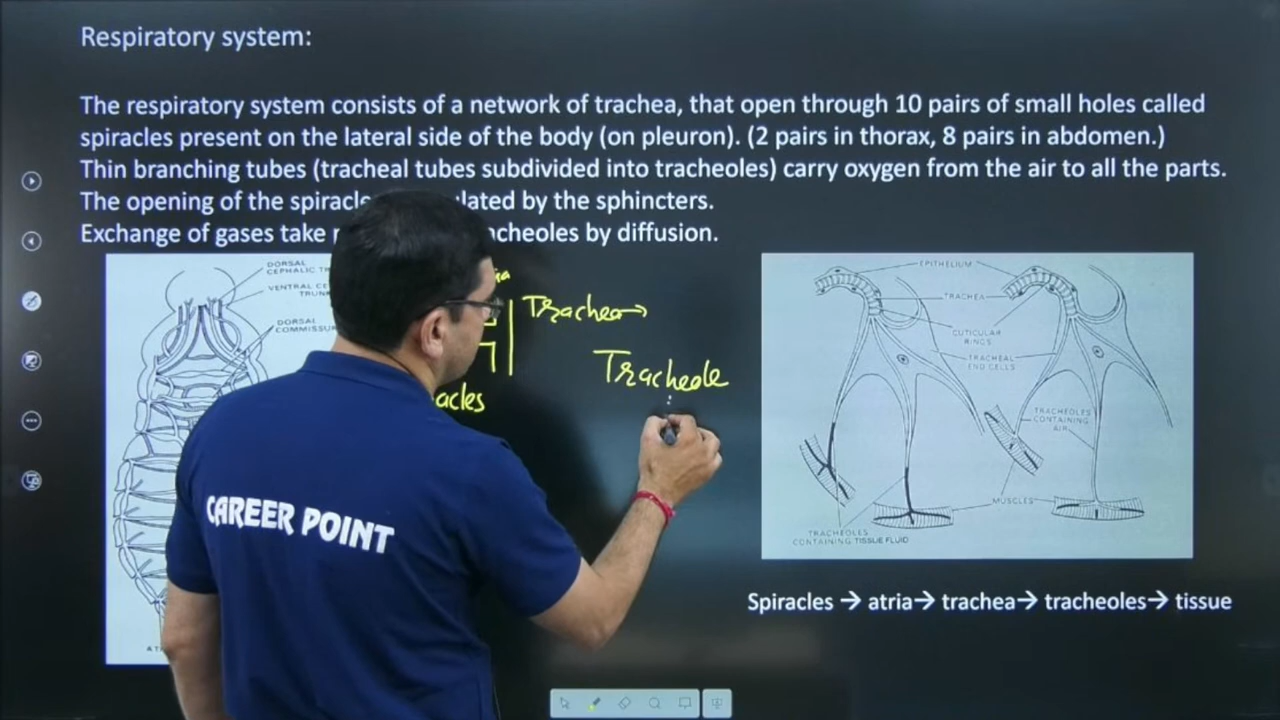 Respiratory system:
The respiratory system consists of a network of trachea, that open through 10 pairs of small holes called
spiracles present on the lateral side of the body (on pleuron). (2 pairs in thorax, 8 pairs in abdomen.)
Thin branching tubes (tracheal tubes subdivided into tracheoles) carry oxygen from the air to all the parts.
The opening of the spiracle ulated by the sphincters.
Exchange of gases take acheoles by diffusion.
DORSAL
CEPHALIC
VENTRAL
TRUN
DORSAL
COMMISSU
Trachea→
Tracheole
acles
CAREER POINT
EPITHELIUM
TRACHEA
CUTICULAR
RINGS
TRACHEAL
END CELLS
TRACHEOLES
CONTAINING
AIR
MUSCLES
TRACHEOLES
CONTAINING TISSUE FLUID
Spiracles → atria→ trachea→ tracheoles→ tissue